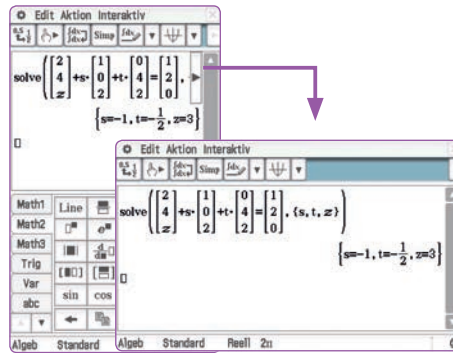 Edit Aktion Interaktiv
Simp
solve([2 4 z]+s·[1 0 2]+t·[0 4 2]=[1 2 0],
{s=-1, t=-1/2, z=3}
Math1 Line
Math2
Math3
Trig
Var sin cos
abc
Algeb Standard
Edit Aktion Interaktiv
Simp
solve([2 4 z]+s·[1 0 2]+t·[0 4 2]=[1 2 0], {s, t, z})
{s=-1, t=-1/2, z=3}
Algeb Standard Reell 2π